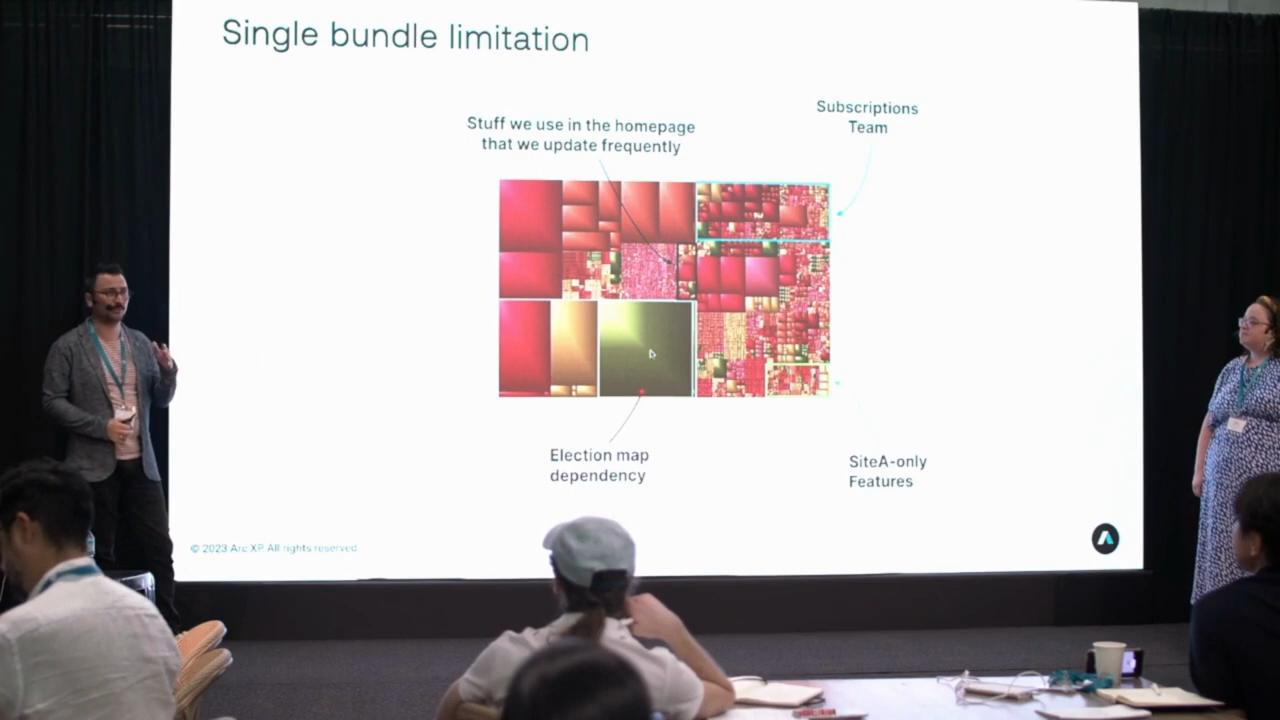 Single bundle limitation
Subscriptions
Team
Stuff we use in the homepage
that we update frequently
Election map
dependency
SiteA-only
Features
© 2023 Arc XP. All rights reserved